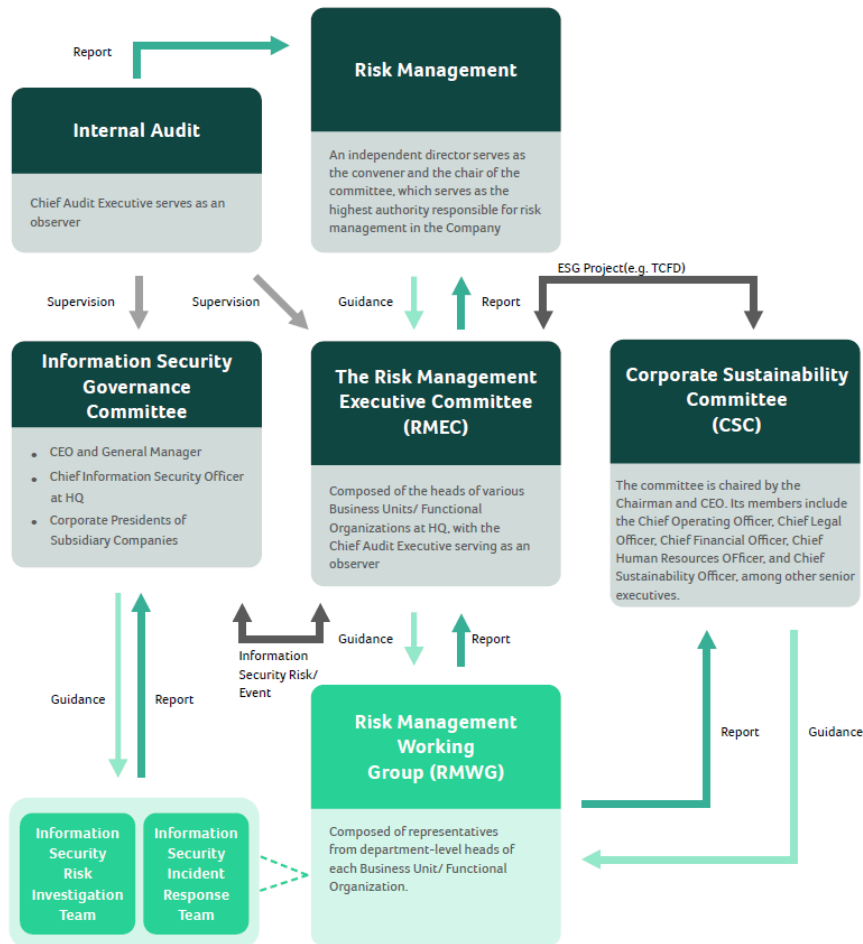 Report
Risk Management
An independent director serves as
the convener and the chair of the
committee, which serves as the
highest authority responsible for risk
management in the Company
Internal Audit
Chief Audit Executive serves as an
observer
ESG Project(e.g. TCFD)
Supervision
Supervision
Guidance
Report
Information Security
Governance
Committee
• CEO and General Manager
• Chief Information Security Officer
at HQ
• Corporate Presidents of
Subsidiary Companies
The Risk Management
Executive Committee
(RMEC)
Composed of the heads of various
Business Units/ Functional
Organizations at HQ, with the
Chief Audit Executive serving as an
observer
Corporate Sustainability
Committee
(CSC)
The committee is chaired by the
Chairman and CEO. Its members include
the Chief Operating Officer, Chief Legal
Officer, Chief Financial Officer, Chief
Human Resources OFficer, and Chief
Sustainability Officer, among other senior
executives.
Guidance
Report
Information
Security Risk/
Event
Guidance
Report
Risk Management
Working
Group (RMWG)
Composed of representatives
from department-level heads of
each Business Unit/ Functional
Organization.
Report
Guidance
Information
Security
Risk
Investigation
Team
Information
Security
Incident
Response
Team